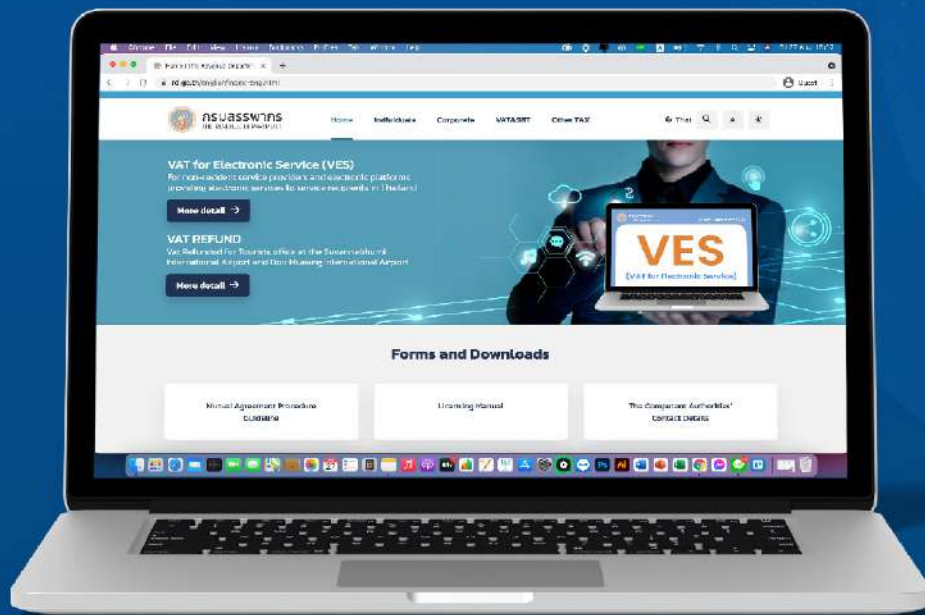 กรมสรรพากร
Home Individuals Corporate VAT&SBT Other TAX Thai A
VAT for Electronic Service (VES)
For non-resident service providers and electronic platforms
providing electronic services to service recipients in Thailand
More detail →
VAT REFUND
Vat Refunded for Tourists office at the Suvarnabhumi
International Airport and Don Mueang International Airport
More detail →
VES
(VAT for Electronic Service)
Forms and Downloads
Mutual Agreement Procedure
Guideline
Licensing Manual
The Competent Authorities'
Contact Details